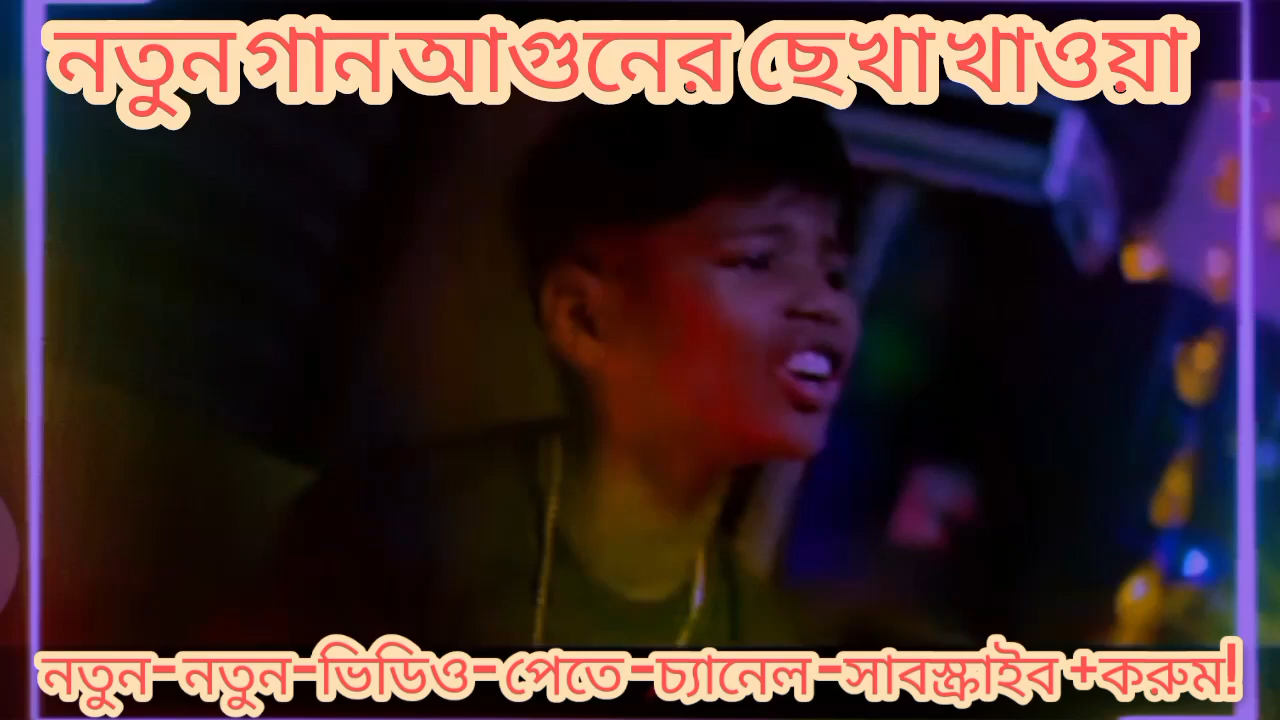 নতুন গান আগুনের ছেখা খাওয়া
নতুন-নতুন-ভিডিও-পেতে-চ্যানেল-সাবস্ক্রাইব+করুম!